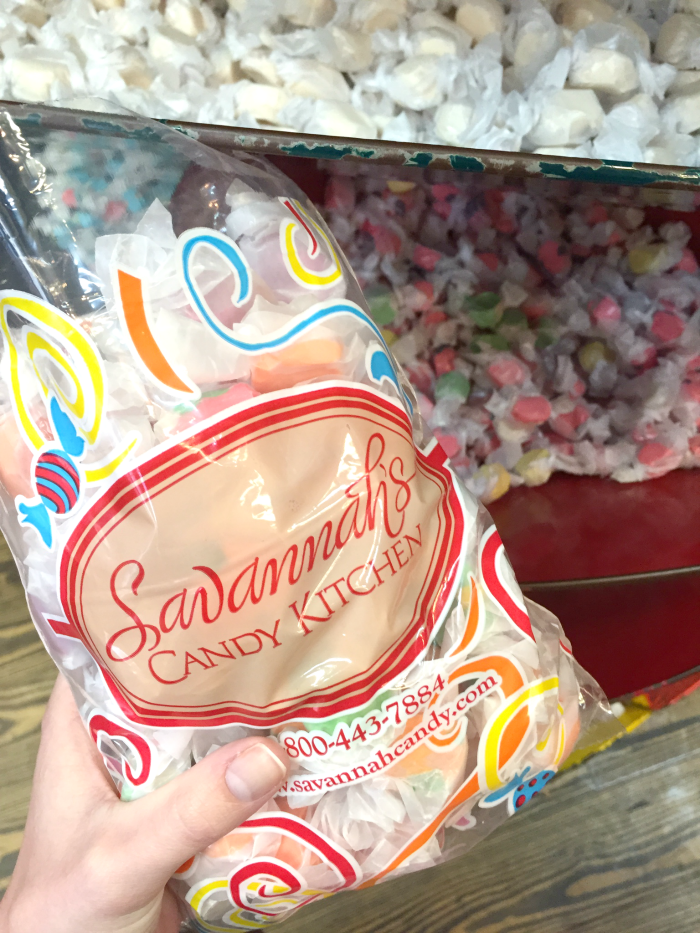 Savannah's
CANDY KITCHEN
800-443-7884
.savannahcandy.com